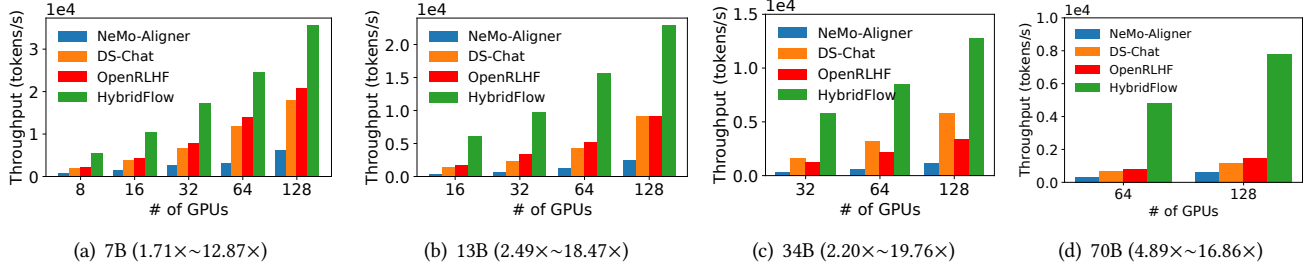 1e4
Throughput (tokens/s)
3
2
1
0
NeMo-Aligner
DS-Chat
OpenRLHF
HybridFlow
8 16 32 64 128
# of GPUs
(a) 7B (1.71×~12.87×)
1e4
Throughput (tokens/s)
2.0
1.5
1.0
0.5
0.0
NeMo-Aligner
DS-Chat
OpenRLHF
HybridFlow
16 32 64 128
# of GPUs
(b) 13B (2.49×~18.47×)
1e4
Throughput (tokens/s)
1.5
1.0
0.5
0.0
NeMo-Aligner
DS-Chat
OpenRLHF
HybridFlow
32 64 128
# of GPUs
(c) 34B (2.20×~19.76×)
1e4
Throughput (tokens/s)
1.0
0.8
0.6
0.4
0.2
0.0
NeMo-Aligner
DS-Chat
OpenRLHF
HybridFlow
64 128
# of GPUs
(d) 70B (4.89×~16.86×)